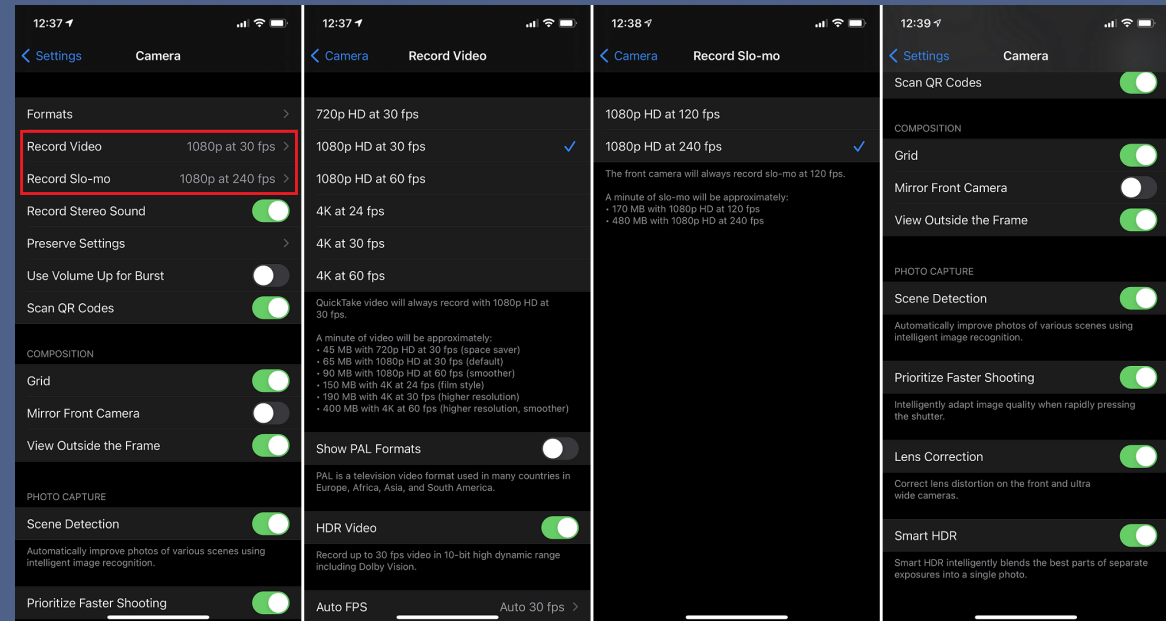 12:37
Settings
Camera
Formats
Record Video 1080p at 30 fps
Record Slo-mo 1080p at 240 fps
Record Stereo Sound
Preserve Settings
Use Volume Up for Burst
Scan QR Codes
COMPOSITION
Grid
Mirror Front Camera
View Outside the Frame
PHOTO CAPTURE
Scene Detection
Automatically improve photos of various scenes using
intelligent image recognition.
Prioritize Faster Shooting
12:37
Camera
Record Video
720p HD at 30 fps
1080p HD at 30 fps
1080p HD at 60 fps
4K at 24 fps
4K at 30 fps
4K at 60 fps
QuickTake video will always record with 1080p HD at
30 fps.
A minute of video will be approximately:
• 45 MB with 720p HD at 30 fps (space saver)
• 65 MB with 1080p HD at 30 fps (default)
• 90 MB with 1080p HD at 60 fps (smoother)
• 150 MB with 4K at 24 fps (film style)
• 190 MB with 4K at 30 fps (higher resolution)
• 400 MB with 4K at 60 fps (higher resolution, smoother)
Show PAL Formats
PAL is a television video format used in many countries in
Europe, Africa, Asia, and South America.
HDR Video
Record up to 30 fps video in 10-bit high dynamic range
including Dolby Vision.
Auto FPS Auto 30 fps
12:38
Camera
Record Slo-mo
1080p HD at 120 fps
1080p HD at 240 fps
The front camera will always record slo-mo at 120 fps.
A minute of slo-mo will be approximately:
• 170 MB with 1080p HD at 120 fps
• 480 MB with 1080p HD at 240 fps
12:39
Settings
Camera
Scan QR Codes
COMPOSITION
Grid
Mirror Front Camera
View Outside the Frame
PHOTO CAPTURE
Scene Detection
Automatically improve photos of various scenes using
intelligent image recognition.
Prioritize Faster Shooting
Intelligently adapt image quality when rapidly pressing
the shutter.
Lens Correction
Correct lens distortion on the front and ultra
wide cameras.
Smart HDR
Smart HDR intelligently blends the best parts of separate
exposures into a single photo.